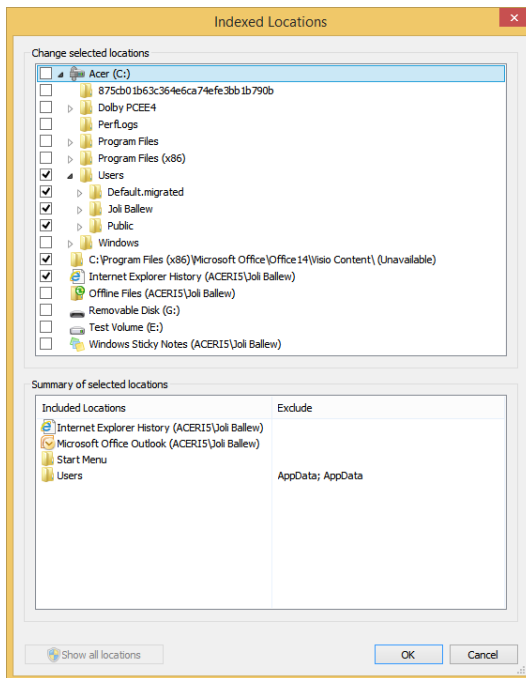 Indexed Locations
Change selected locations
Acer (C:)
875cb01b63c364e6ca74efe3bb1b790b
Dolby PCEE4
PerfLogs
Program Files
Program Files (x86)
Users
Default.migrated
Joli Ballew
Public
Windows
C:\Program Files (x86)\Microsoft Office\Office14\Visio Content\ (Unavailable)
Internet Explorer History (ACERI5\Joli Ballew)
Offline Files (ACERI5\Joli Ballew)
Removable Disk (G:)
Test Volume (E:)
Windows Sticky Notes (ACERI5\Joli Ballew)
Summary of selected locations
Included Locations Exclude
Internet Explorer History (ACERI5\Joli Ballew)
Microsoft Office Outlook (ACERI5\Joli Ballew)
Start Menu
Users AppData; AppData
Show all locations OK Cancel